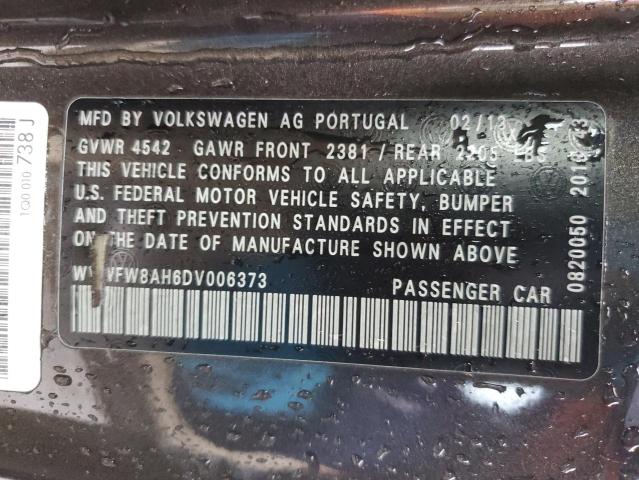 MFD BY VOLKSWAGEN AG PORTUGAL 02/13
GVWR 4542 GAWR FRONT 2381 / REAR 2205 LBS
THIS VEHICLE CONFORMS TO ALL APPLICABLE
U.S. FEDERAL MOTOR VEHICLE SAFETY, BUMPER
AND THEFT PREVENTION STANDARDS IN EFFECT
ON THE DATE OF MANUFACTURE SHOWN ABOVE
PASSENGER CAR
0820050
1Q0 010 738 J